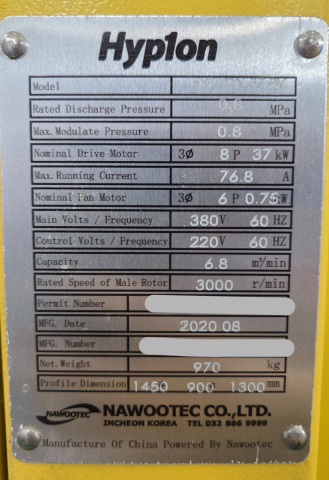 Hyplon
Model
Rated Discharge Pressure 0.6 MPa
Max.Modulate Pressure 0.8 MPa
Nominal Drive Motor 3Ø 8 P 37 kW
Max.Running Current 76.8 A
Nominal Fan Motor 3Ø 6 P 0.75kW
Main Volts / Frequency 380V 60 HZ
Control Volts / Frequency 220V 60 HZ
Capacity 6.8 m³/min
Rated Speed of Male Rotor 3000 r/min
Permit Number
MFG. Date 2020 08
MFG. Number
Net.Weight 970 kg
Profile Dimension 1450 900 1300 mm
NAWOOTEC NAWOOTEC CO.,LTD.
INCHEON KOREA TEL 032 866 9999
Manufacture Of China Powered By Nawootec